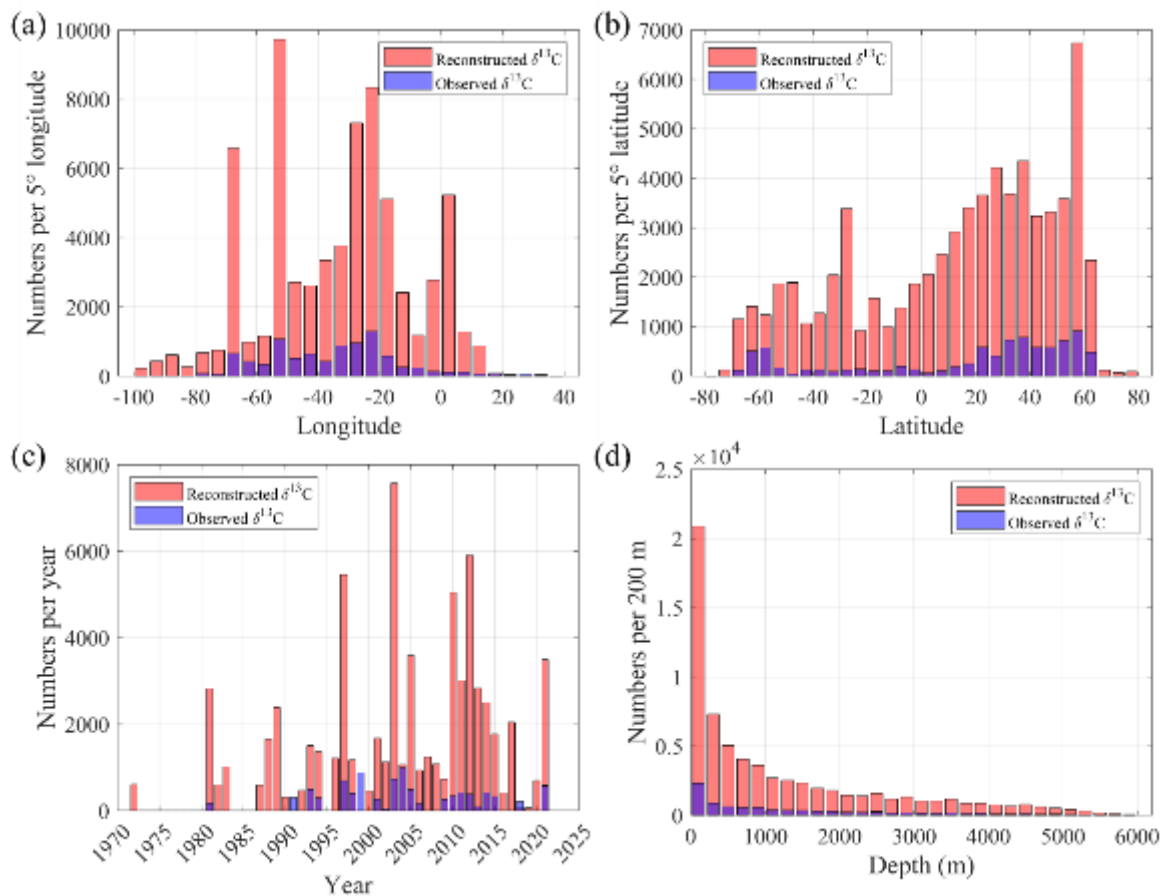 (a)
10000
8000
6000
4000
2000
0
Numbers per 5° longitude
Reconstructed δ¹³C
Observed δ¹³C
-100 -80 -60 -40 -20 0 20 40
Longitude
(b)
7000
6000
5000
4000
3000
2000
1000
0
Numbers per 5° latitude
Reconstructed δ¹³C
Observed δ¹³C
-80 -60 -40 -20 0 20 40 60 80
Latitude
(c)
8000
6000
4000
2000
0
Numbers per year
Reconstructed δ¹³C
Observed δ¹³C
1970 1975 1980 1985 1990 1995 2000 2005 2010 2015 2020 2025
Year
(d)
×10⁴
2.5
2
1.5
1
0.5
0
Numbers per 200 m
Reconstructed δ¹³C
Observed δ¹³C
0 1000 2000 3000 4000 5000 6000
Depth (m)